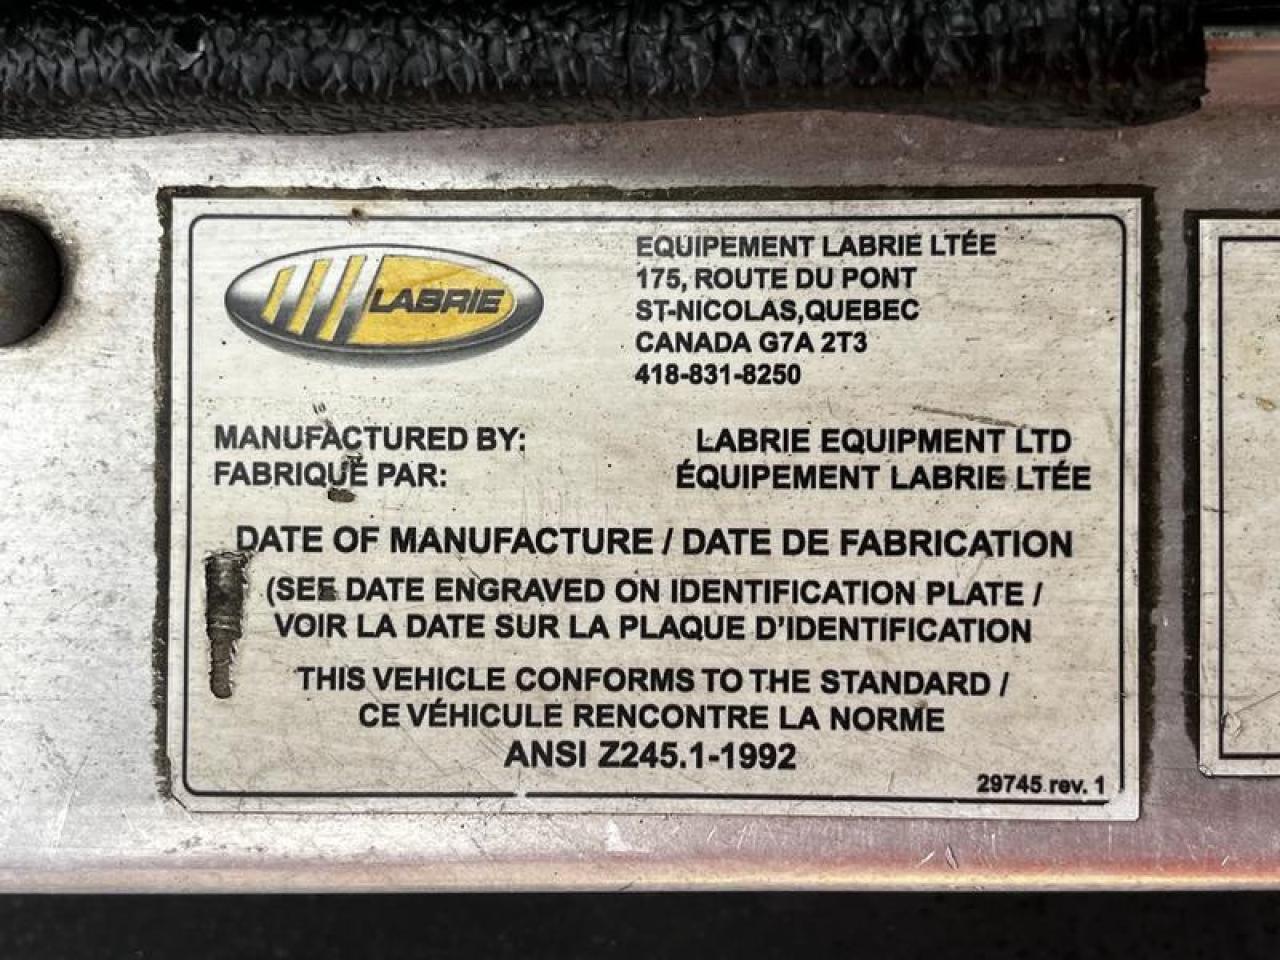 LABRIE
EQUIPEMENT LABRIE LTÉE
175, ROUTE DU PONT
ST-NICOLAS,QUEBEC
CANADA G7A 2T3
418-831-8250
MANUFACTURED BY: LABRIE EQUIPMENT LTD
FABRIQUÉ PAR: ÉQUIPEMENT LABRIE LTÉE
DATE OF MANUFACTURE / DATE DE FABRICATION
(SEE DATE ENGRAVED ON IDENTIFICATION PLATE /
VOIR LA DATE SUR LA PLAQUE D'IDENTIFICATION
THIS VEHICLE CONFORMS TO THE STANDARD /
CE VÉHICULE RENCONTRE LA NORME
ANSI Z245.1-1992
29745 rev. 1